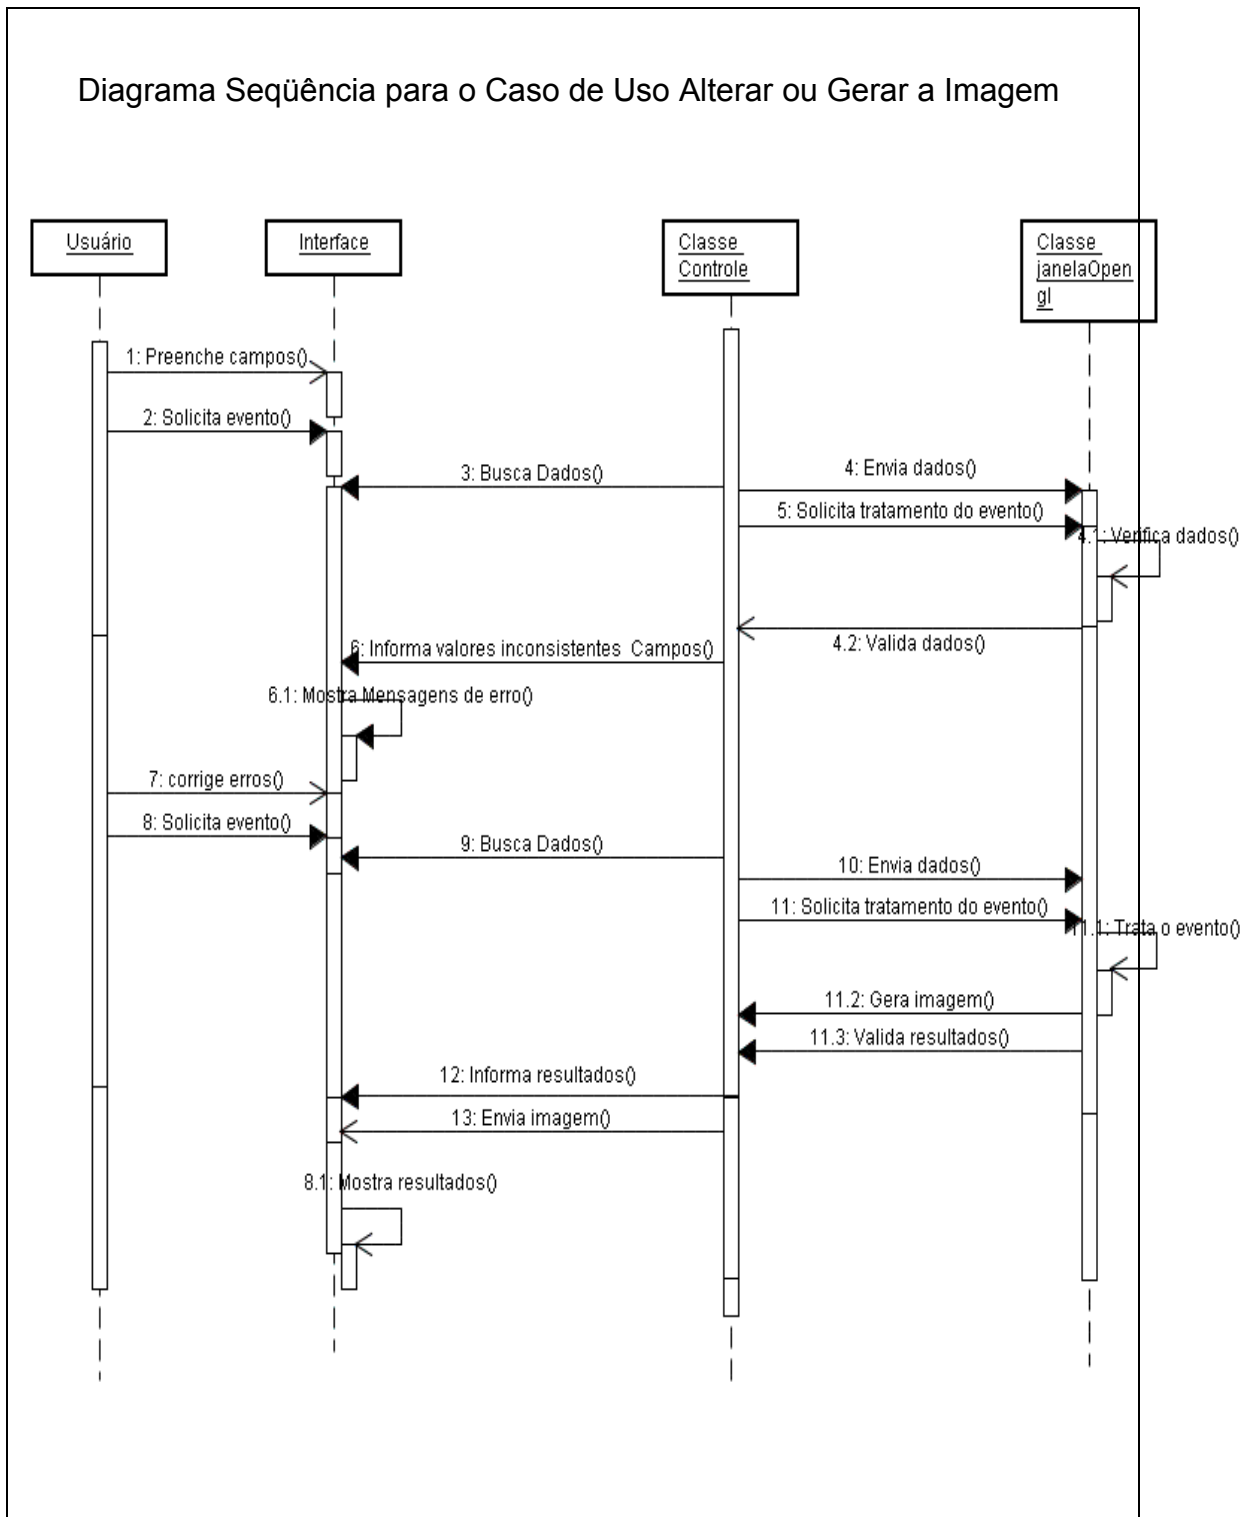 Diagrama Seqüência para o Caso de Uso Alterar ou Gerar a Imagem
Usuário
Interface
Classe
Controle
Classe
janelaOpen
gl
1: Preenche campos()
2: Solicita evento()
3: Busca Dados()
4: Envia dados()
5: Solicita tratamento do evento()
4.1: Verifica dados()
4.2: Valida dados()
6: Informa valores inconsistentes Campos()
6.1: Mostra Mensagens de erro()
7: corrige erros()
8: Solicita evento()
9: Busca Dados()
10: Envia dados()
11: Solicita tratamento do evento()
11.1: Trata o evento()
11.2: Gera imagem()
11.3: Valida resultados()
12: Informa resultados()
13: Envia imagem()
8.1: Mostra resultados()